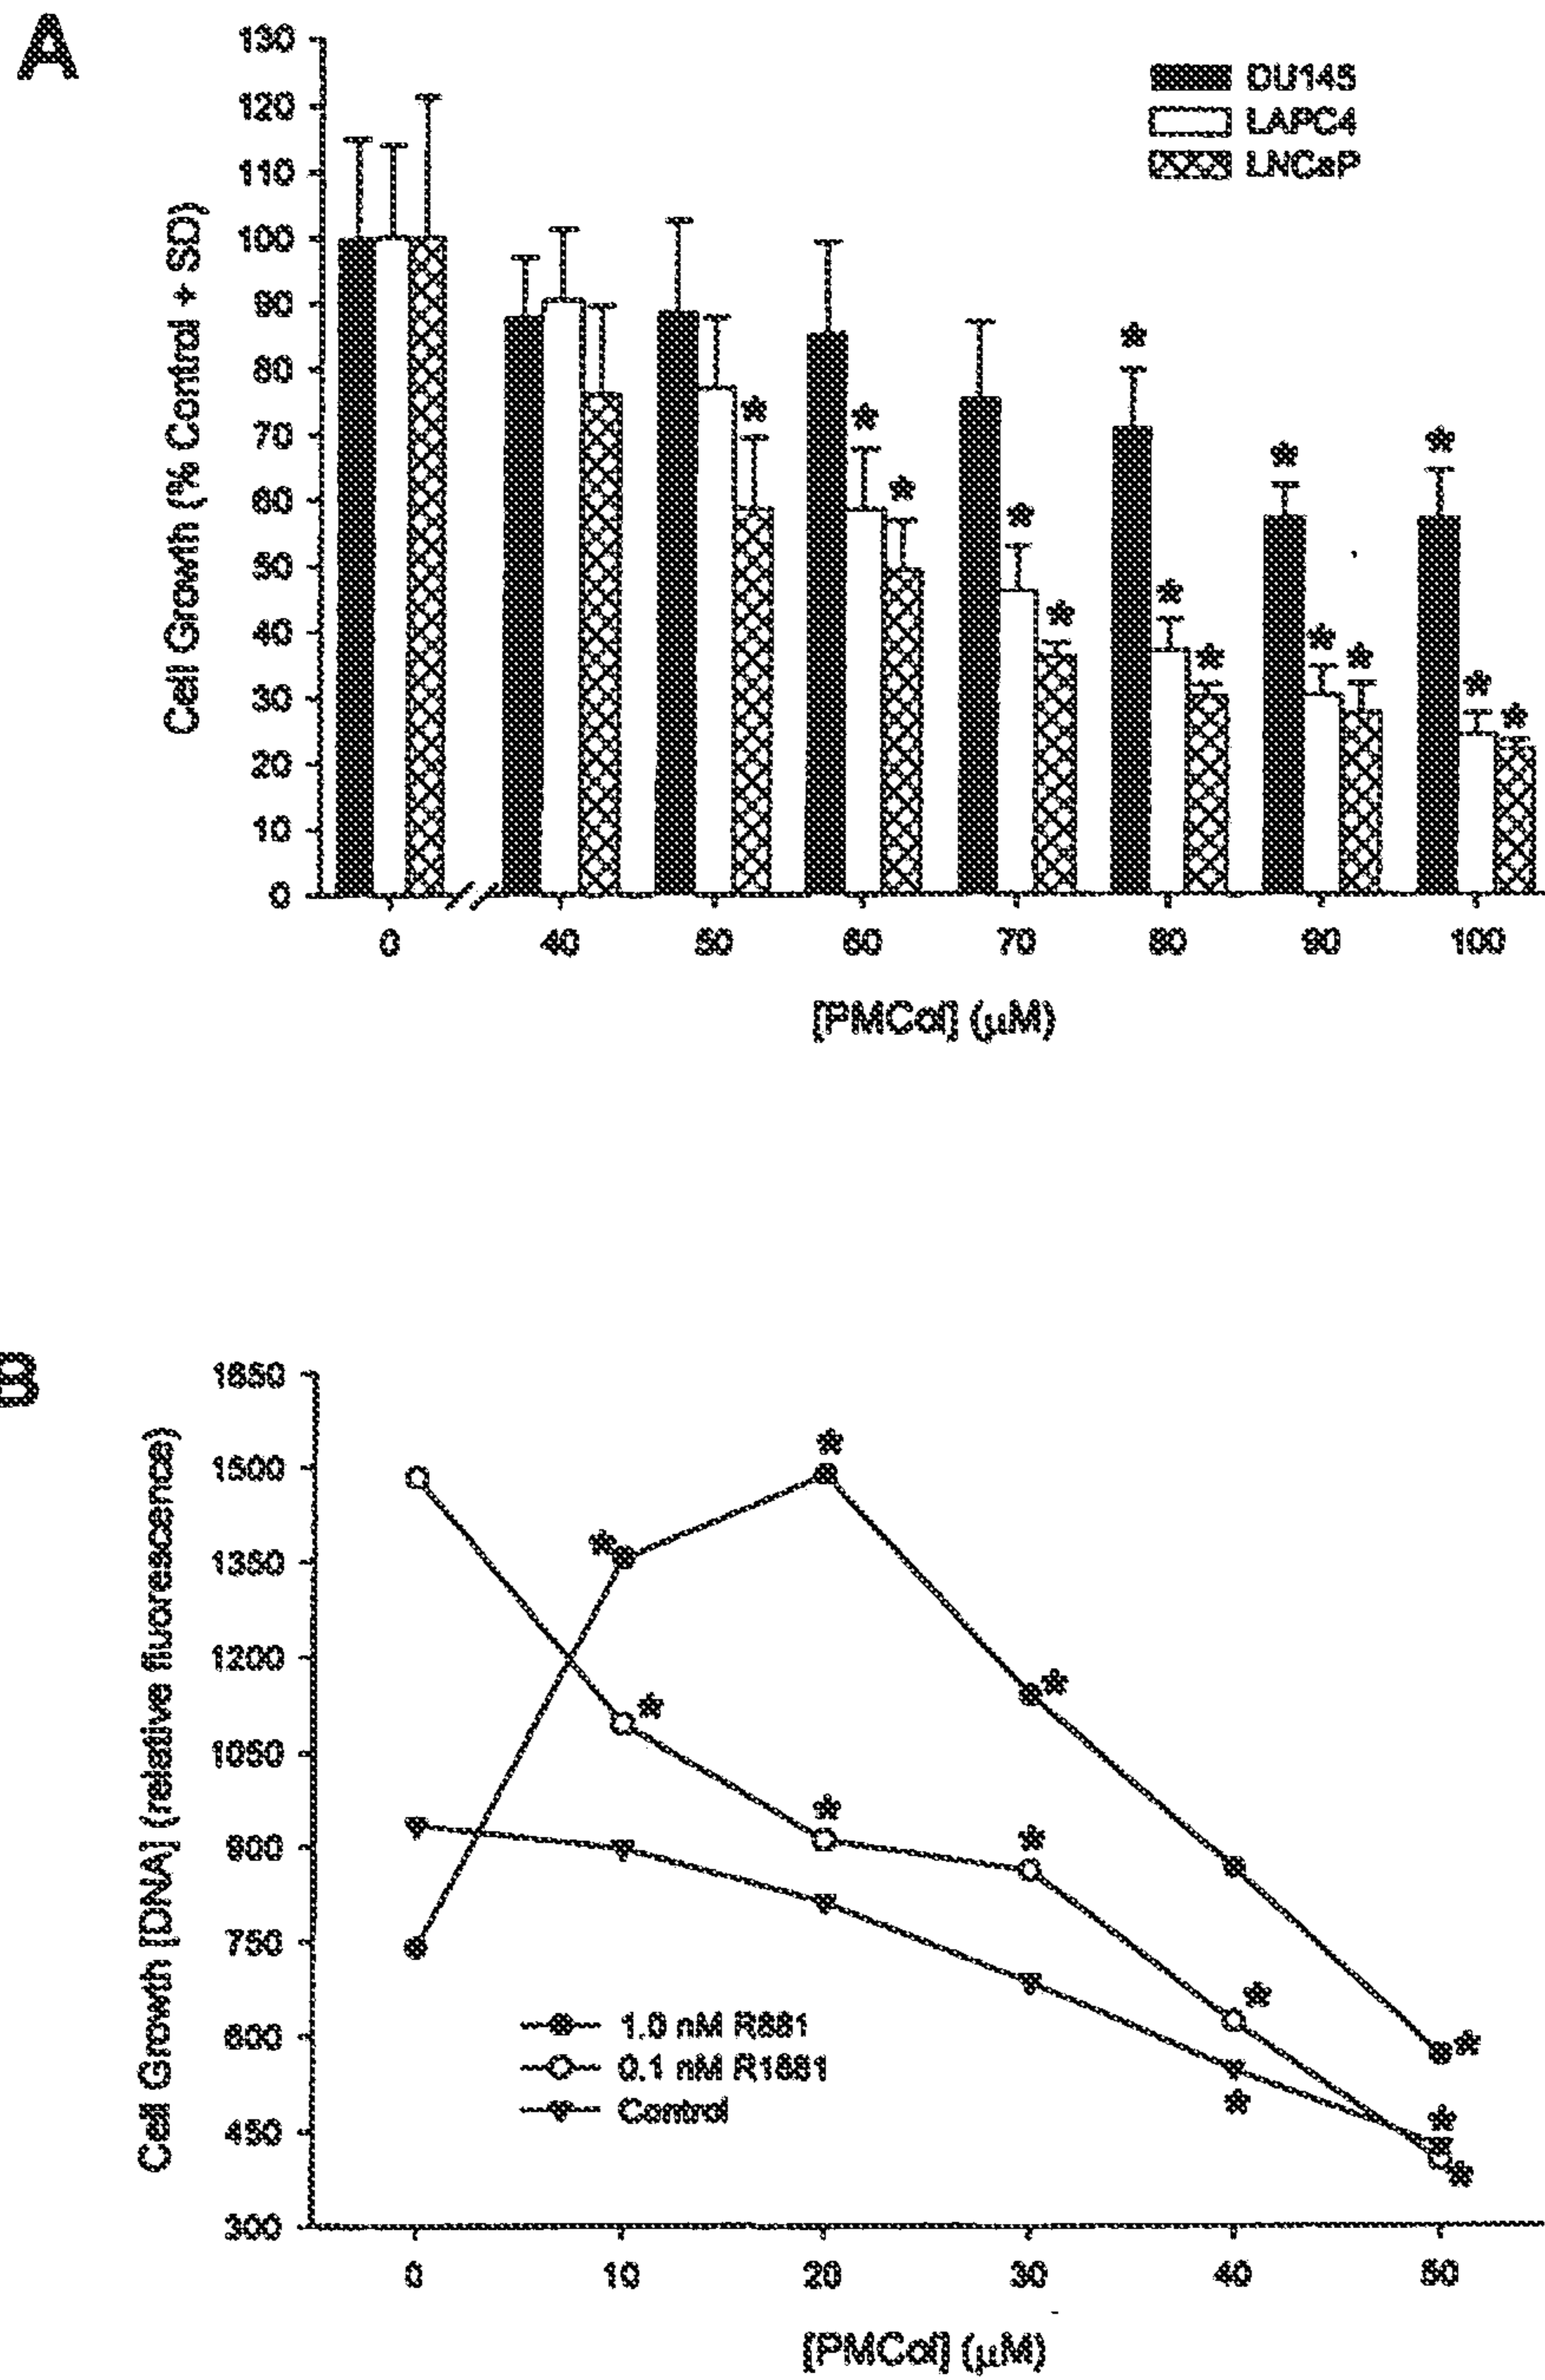 A
130
120
110
100
90
80
70
60
50
40
30
20
10
0
Cell Growth (% Control + SD)
DU145
LAPC4
LNCaP
0 40 50 60 70 80 90 100
[PMCol] (µM)
B
1650
1500
1350
1200
1050
900
750
600
450
300
Cell Growth [DNA] (relative fluorescence)
1.0 nM R881
0.1 nM R1881
Control
0 10 20 30 40 50
[PMCol] (µM)